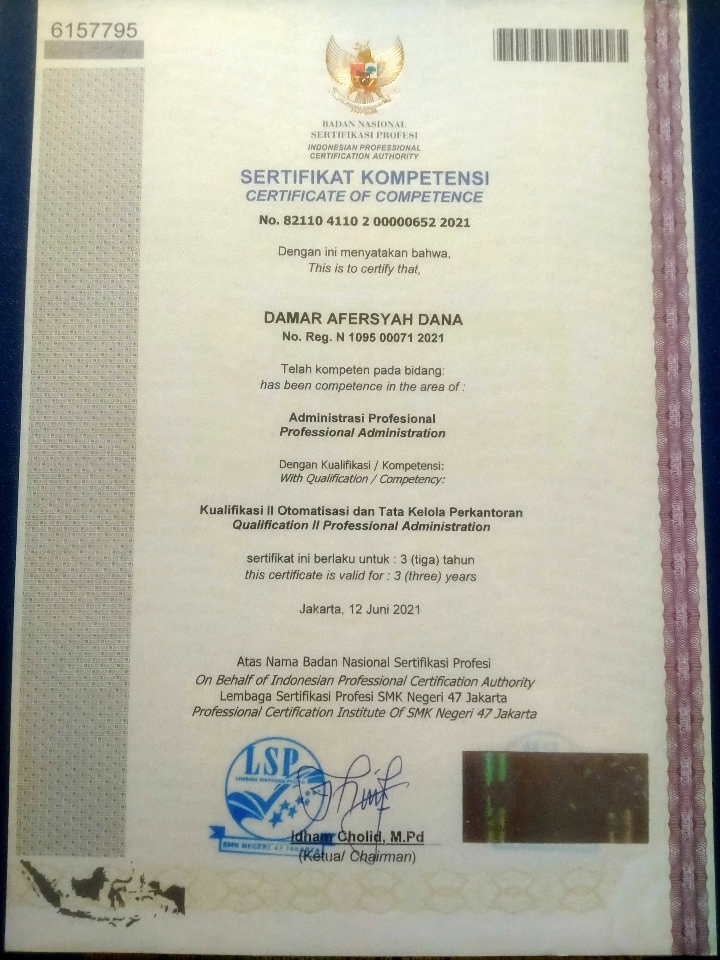 6157795
BADAN NASIONAL
SERTIFIKASI PROFESI
INDONESIAN PROFESSIONAL
CERTIFICATION AUTHORITY
SERTIFIKAT KOMPETENSI
CERTIFICATE OF COMPETENCE
No. 82110 4110 2 00000652 2021
Dengan ini menyatakan bahwa,
This is to certify that,
DAMAR AFERSYAH DANA
No. Reg. N 1095 00071 2021
Telah kompeten pada bidang:
has been competence in the area of :
Administrasi Profesional
Professional Administration
Dengan Kualifikasi / Kompetensi:
With Qualification / Competency:
Kualifikasi II Otomatisasi dan Tata Kelola Perkantoran
Qualification II Professional Administration
sertifikat ini berlaku untuk : 3 (tiga) tahun
this certificate is valid for : 3 (three) years
Jakarta, 12 Juni 2021
Atas Nama Badan Nasional Sertifikasi Profesi
On Behalf of Indonesian Professional Certification Authority
Lembaga Sertifikasi Profesi SMK Negeri 47 Jakarta
Professional Certification Institute Of SMK Negeri 47 Jakarta
LSP
LEMBAGA SERTIFIKASI PROFESI
SMK NEGERI 47 JAKARTA
Idham Cholid, M.Pd
(Ketua/ Chairman)